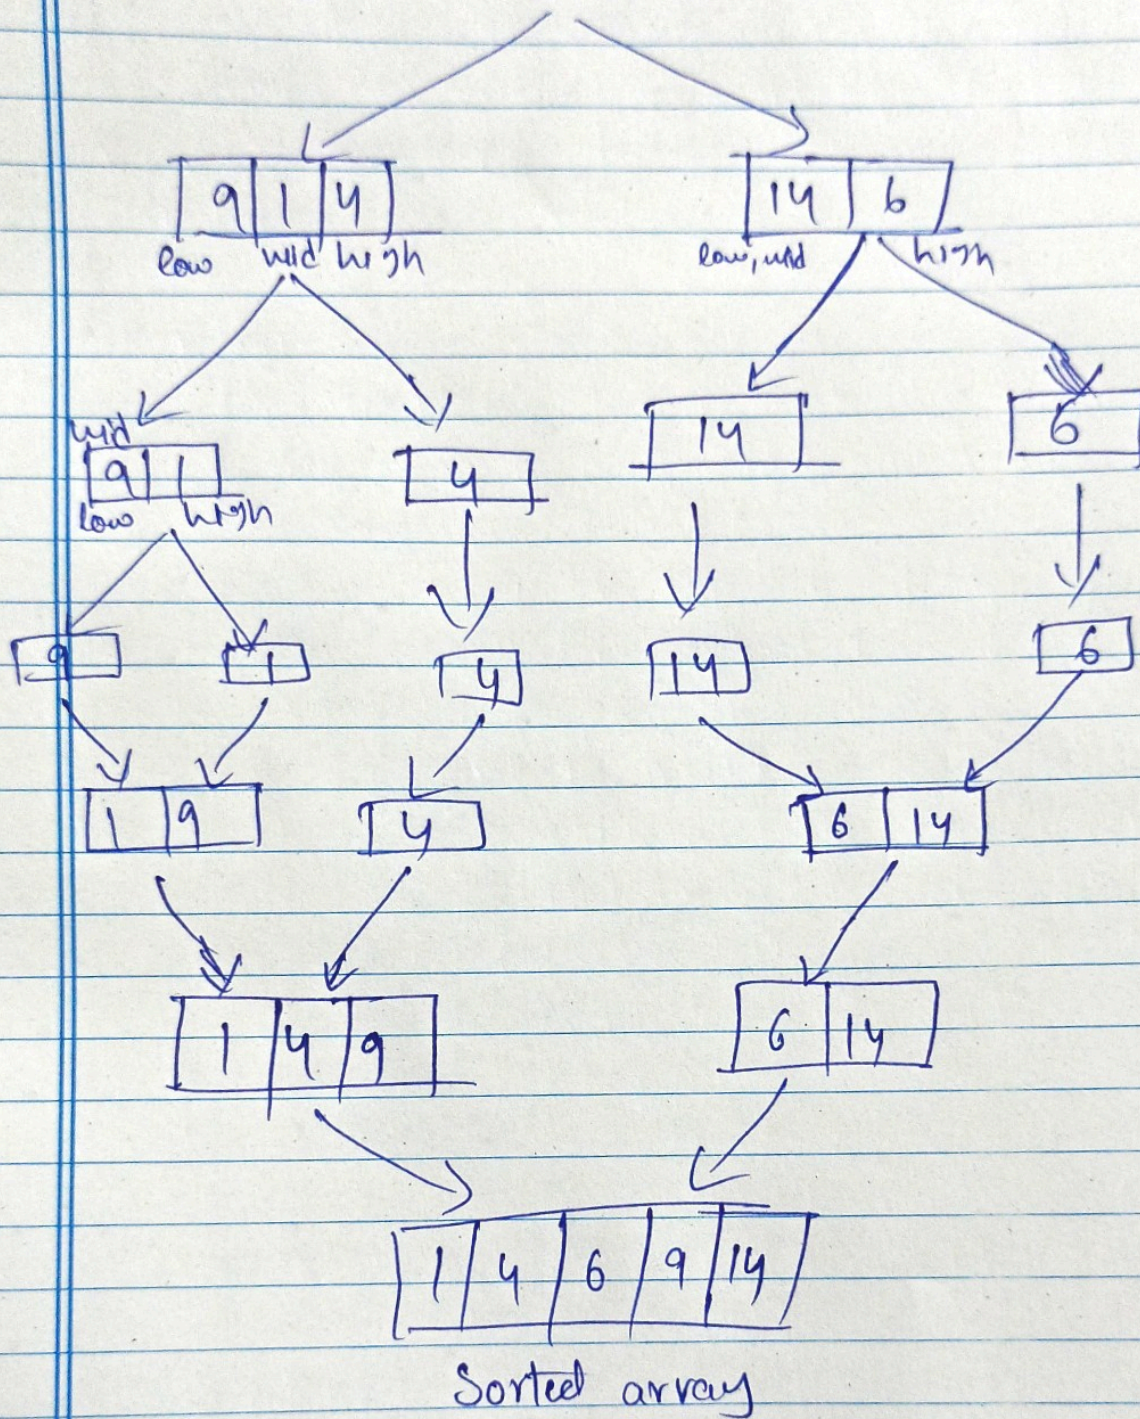 9 1 4 14 6
low mid high low, mid high
mid
9 1 4 14 6
low high
9 1 4 14 6
1 9 4 6 14
1 4 9 6 14
1 4 6 9 14
Sorted array